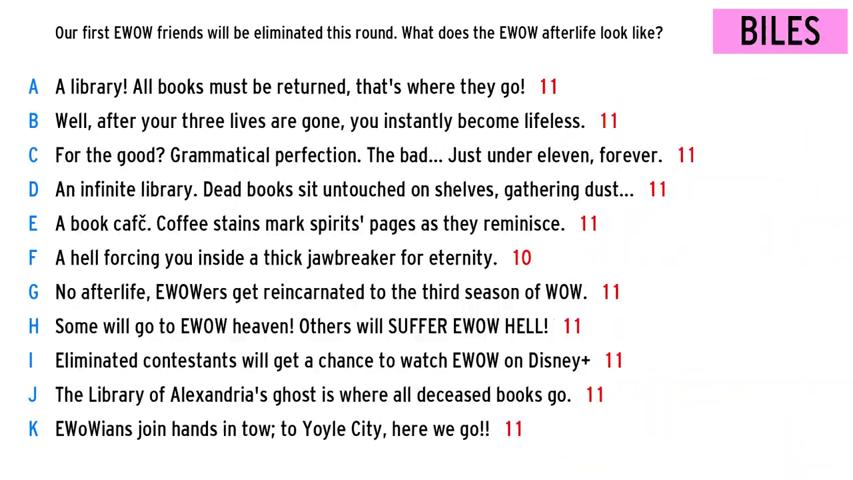 Our first EWOW friends will be eliminated this round. What does the EWOW afterlife look like?
BILES
A A library! All books must be returned, that's where they go! 11
B Well, after your three lives are gone, you instantly become lifeless. 11
C For the good? Grammatical perfection. The bad... Just under eleven, forever. 11
D An infinite library. Dead books sit untouched on shelves, gathering dust... 11
E A book cafč. Coffee stains mark spirits' pages as they reminisce. 11
F A hell forcing you inside a thick jawbreaker for eternity. 10
G No afterlife, EWOWers get reincarnated to the third season of WOW. 11
H Some will go to EWOW heaven! Others will SUFFER EWOW HELL! 11
I Eliminated contestants will get a chance to watch EWOW on Disney+ 11
J The Library of Alexandria's ghost is where all deceased books go. 11
K EWoWians join hands in tow; to Yoyle City, here we go!! 11